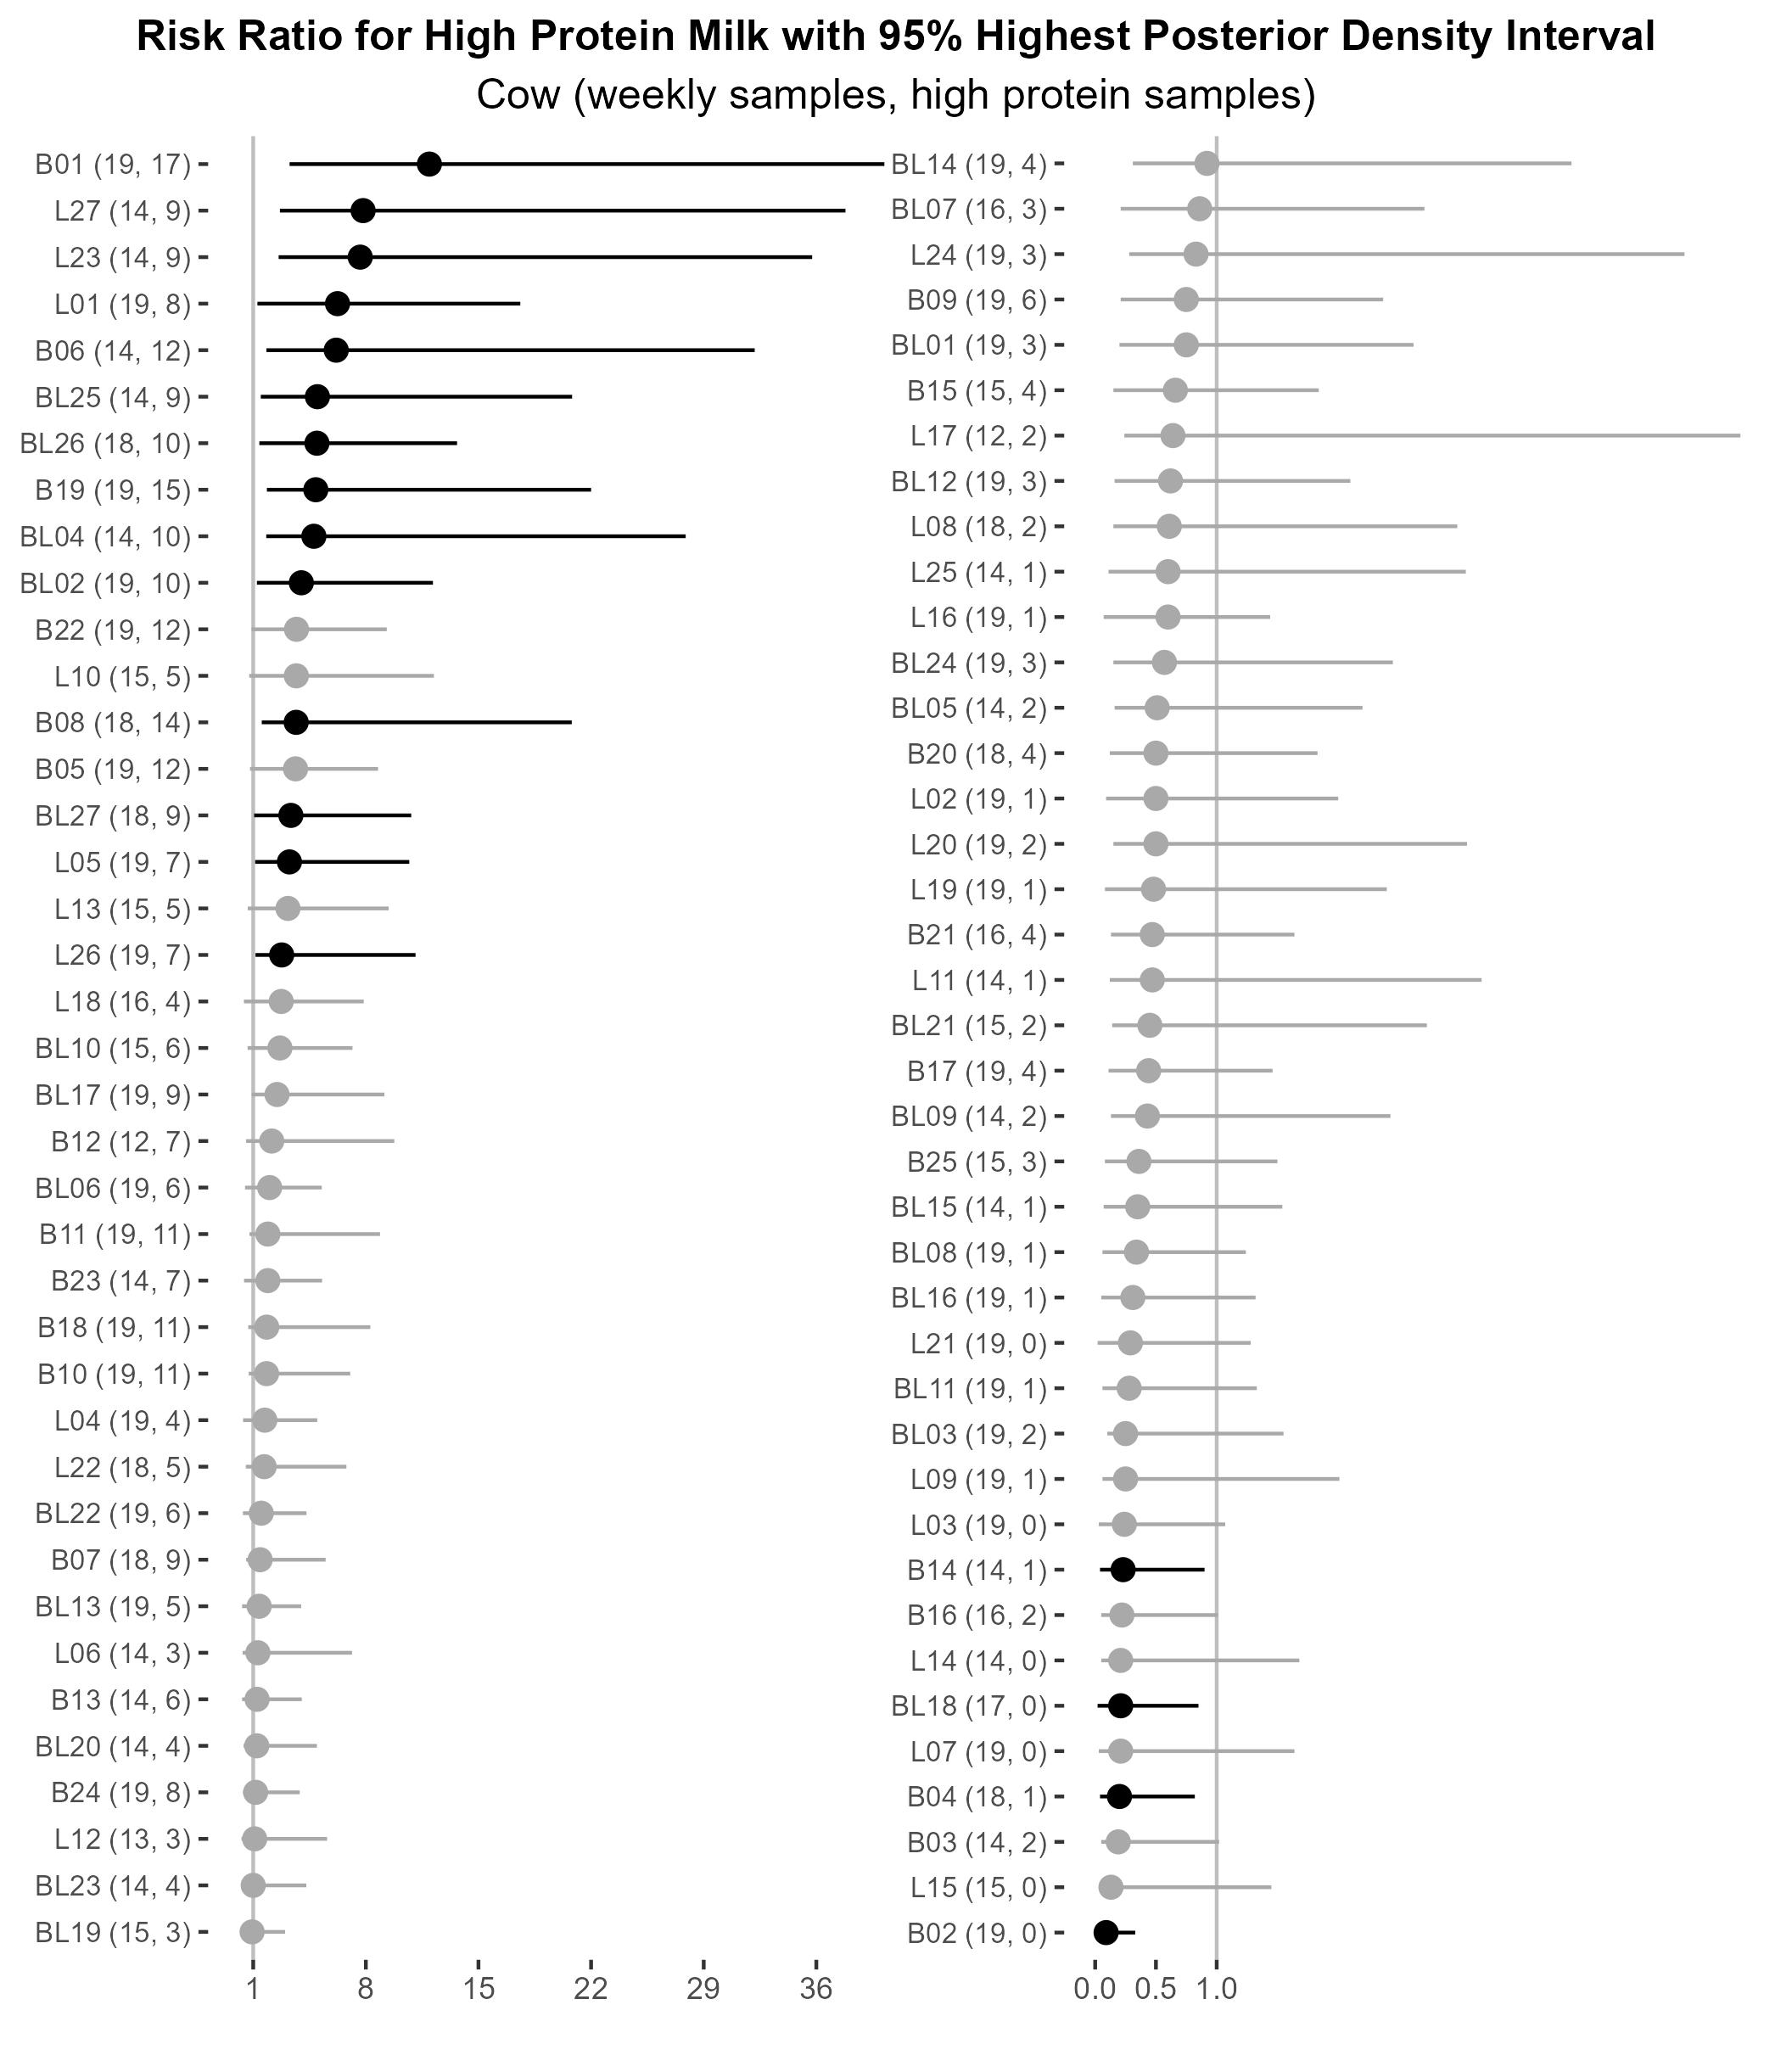 Risk Ratio for High Protein Milk with 95% Highest Posterior Density Interval
Cow (weekly samples, high protein samples)
B01 (19, 17)
L27 (14, 9)
L23 (14, 9)
L01 (19, 8)
B06 (14, 12)
BL25 (14, 9)
BL26 (18, 10)
B19 (19, 15)
BL04 (14, 10)
BL02 (19, 10)
B22 (19, 12)
L10 (15, 5)
B08 (18, 14)
B05 (19, 12)
BL27 (18, 9)
L05 (19, 7)
L13 (15, 5)
L26 (19, 7)
L18 (16, 4)
BL10 (15, 6)
BL17 (19, 9)
B12 (12, 7)
BL06 (19, 6)
B11 (19, 11)
B23 (14, 7)
B18 (19, 11)
B10 (19, 11)
L04 (19, 4)
L22 (18, 5)
BL22 (19, 6)
B07 (18, 9)
BL13 (19, 5)
L06 (14, 3)
B13 (14, 6)
BL20 (14, 4)
B24 (19, 8)
L12 (13, 3)
BL23 (14, 4)
BL19 (15, 3)
1 8 15 22 29 36
BL14 (19, 4)
BL07 (16, 3)
L24 (19, 3)
B09 (19, 6)
BL01 (19, 3)
B15 (15, 4)
L17 (12, 2)
BL12 (19, 3)
L08 (18, 2)
L25 (14, 1)
L16 (19, 1)
BL24 (19, 3)
BL05 (14, 2)
B20 (18, 4)
L02 (19, 1)
L20 (19, 2)
L19 (19, 1)
B21 (16, 4)
L11 (14, 1)
BL21 (15, 2)
B17 (19, 4)
BL09 (14, 2)
B25 (15, 3)
BL15 (14, 1)
BL08 (19, 1)
BL16 (19, 1)
L21 (19, 0)
BL11 (19, 1)
BL03 (19, 2)
L09 (19, 1)
L03 (19, 0)
B14 (14, 1)
B16 (16, 2)
L14 (14, 0)
BL18 (17, 0)
L07 (19, 0)
B04 (18, 1)
B03 (14, 2)
L15 (15, 0)
B02 (19, 0)
0.0 0.5 1.0